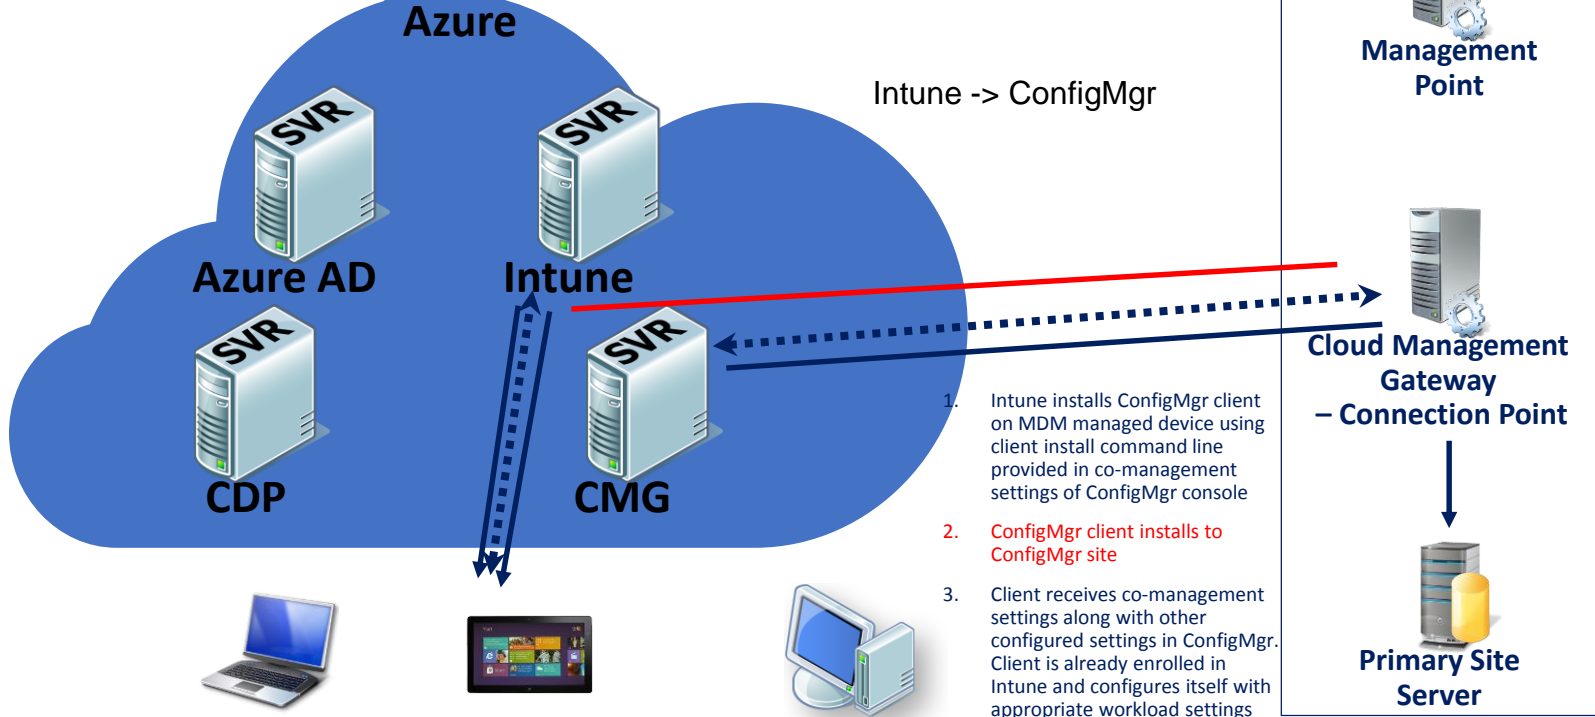 Azure
Management
Point
Intune -> ConfigMgr
SVR
SVR
Azure AD
Intune
SVR
SVR
CDP
CMG
Cloud Management
Gateway
– Connection Point
1. Intune installs ConfigMgr client
on MDM managed device using
client install command line
provided in co-management
settings of ConfigMgr console
2. ConfigMgr client installs to
ConfigMgr site
3. Client receives co-management
settings along with other
configured settings in ConfigMgr.
Client is already enrolled in
Intune and configures itself with
appropriate workload settings
Start
Primary Site
Server